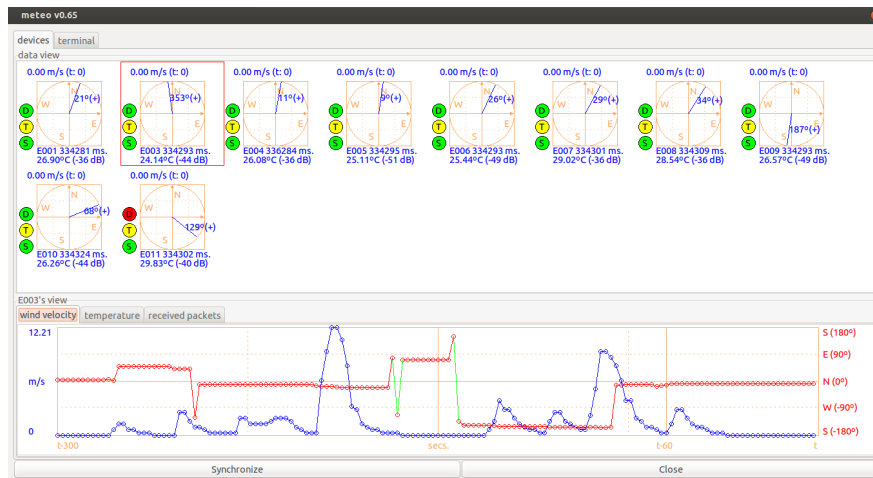 meteo v0.65
devices terminal
data view
0.00 m/s (t: 0) 0.00 m/s (t: 0) 0.00 m/s (t: 0) 0.00 m/s (t: 0) 0.00 m/s (t: 0) 0.00 m/s (t: 0) 0.00 m/s (t: 0) 0.00 m/s (t: 0)
N N N N N N N N
21º(+) 353º(+) 11º(+) 9º(+) 26º(+) 29º(+) 34º(+)
W W W W W W W W
D D D D D D D D
E E E E E E E E
T T T T T T T T 187º(+)
S S S S S S S S
S S S S S S S S
E001 334281 ms. E003 334293 ms. E004 336284 ms. E005 334295 ms. E006 334293 ms. E007 334301 ms. E008 334309 ms. E009 334293 ms.
26.90ºC (-36 dB) 24.14ºC (-44 dB) 26.08ºC (-36 dB) 25.11ºC (-51 dB) 25.44ºC (-49 dB) 29.02ºC (-36 dB) 28.54ºC (-36 dB) 26.57ºC (-49 dB)
0.00 m/s (t: 0) 0.00 m/s (t: 0)
N N
W 68º(+) W
D D
E E 129º(+)
T T
S S
S S
E010 334324 ms. E011 334302 ms.
26.26ºC (-44 dB) 29.83ºC (-40 dB)
E003's view
wind velocity temperature received packets
12.21 S (180º)
E (90º)
m/s N (0º)
W (-90º)
0 S (-180º)
t-300 secs. t-60 t
Synchronize Close